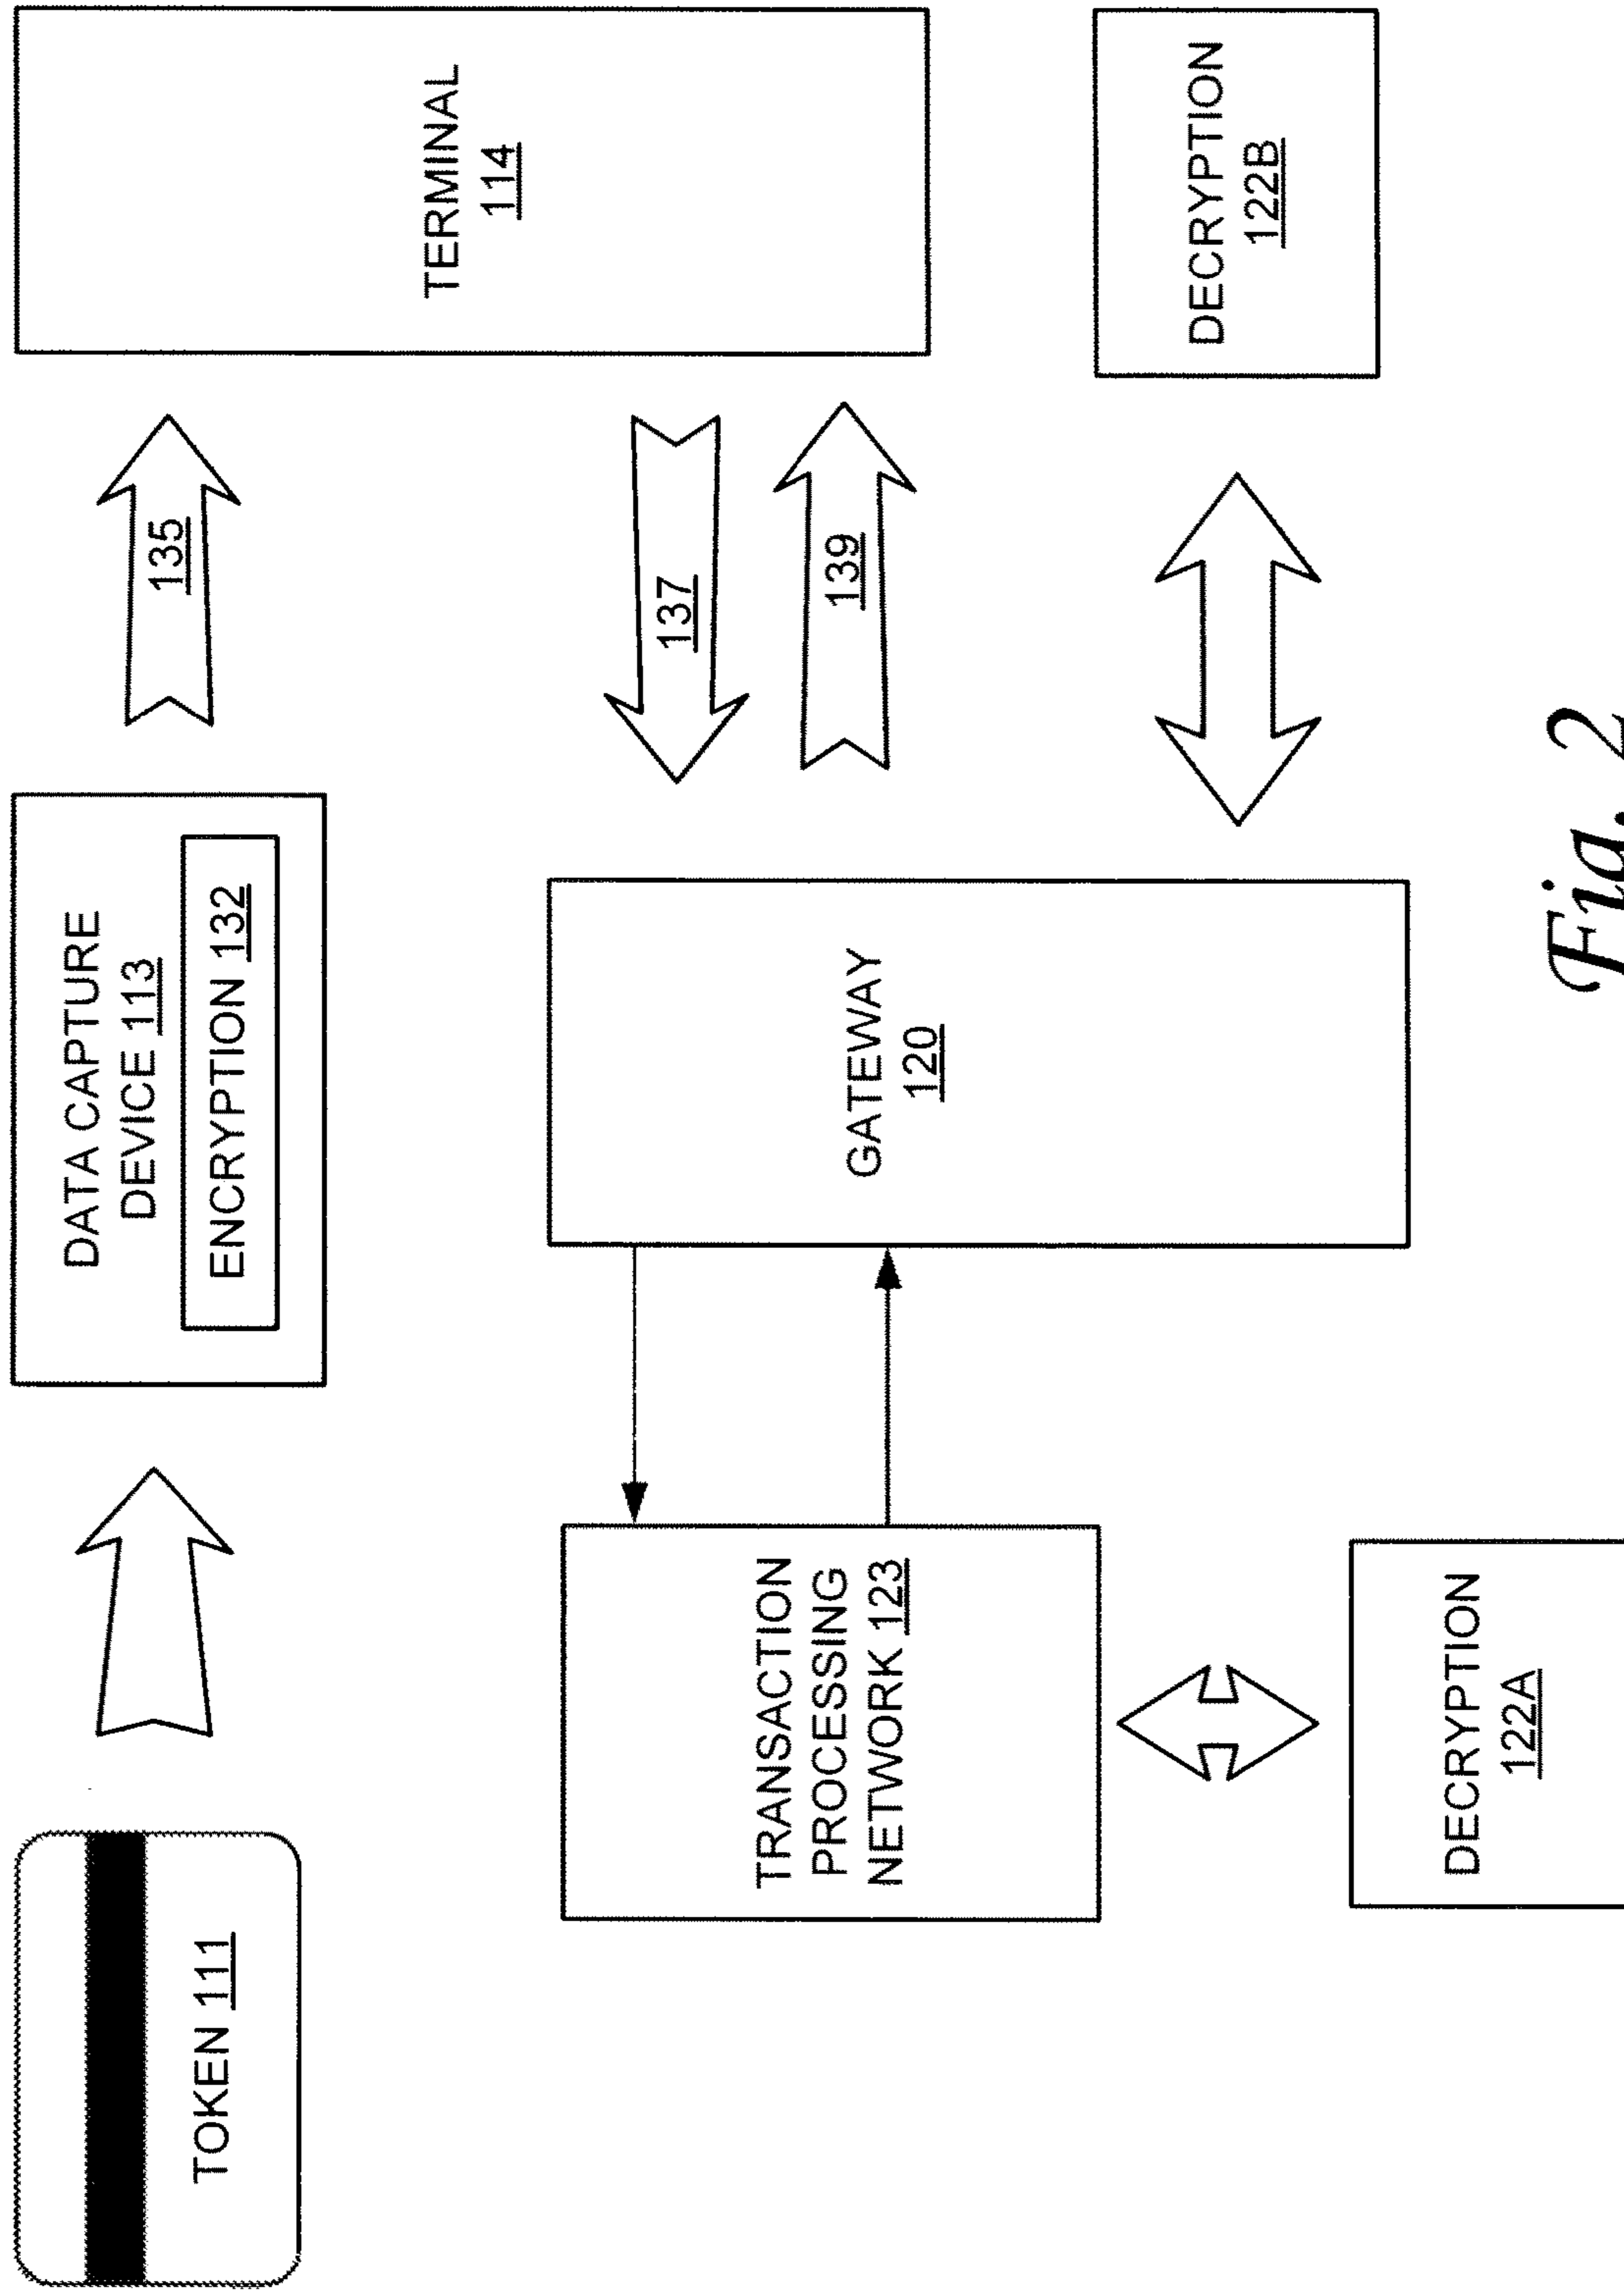 TOKEN 111
DATA CAPTURE
DEVICE 113
ENCRYPTION 132
135
TERMINAL
114
137
139
TRANSACTION
PROCESSING
NETWORK 123
GATEWAY
120
DECRYPTION
122A
DECRYPTION
122B
Fig. 2